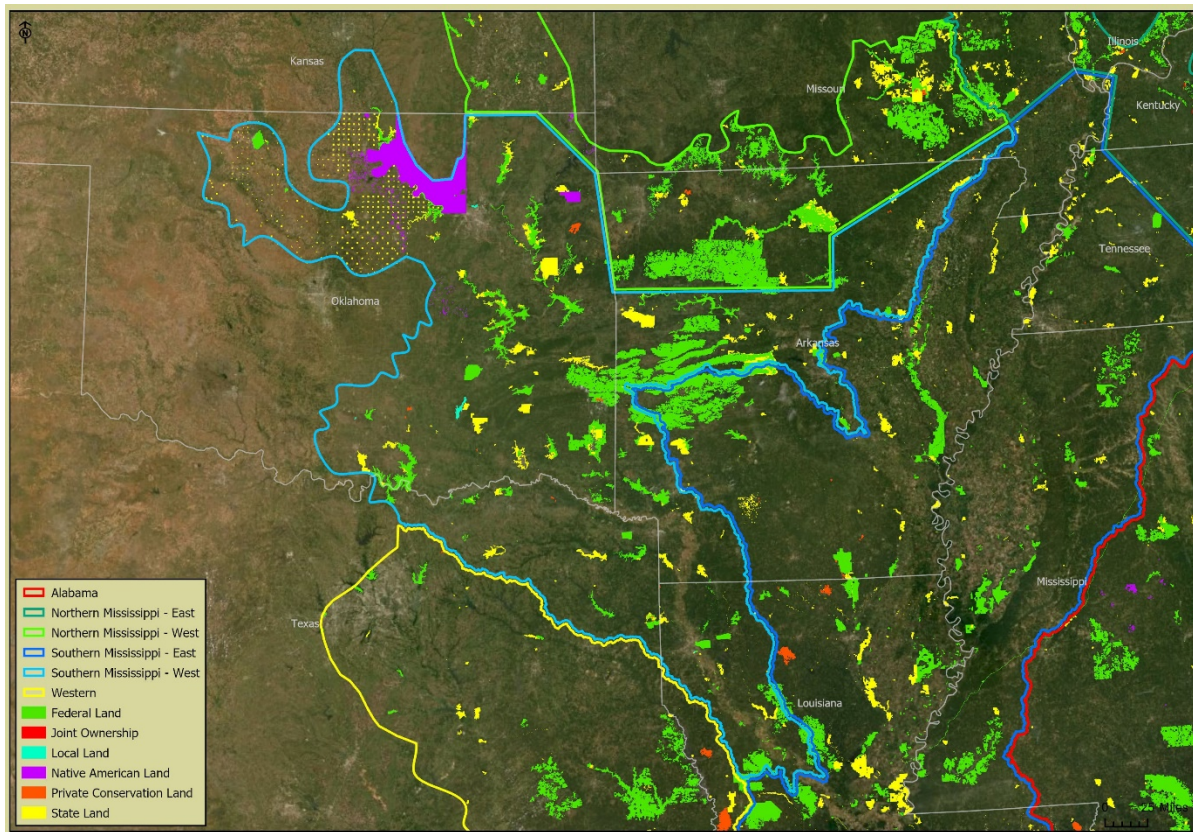 N
Kansas
Missouri
Illinois
Kentucky
Tennessee
Oklahoma
Arkansas
Mississippi
Texas
Louisiana
Alabama
Northern Mississippi - East
Northern Mississippi - West
Southern Mississippi - East
Southern Mississippi - West
Western
Federal Land
Joint Ownership
Local Land
Native American Land
Private Conservation Land
State Land
0 25 Miles